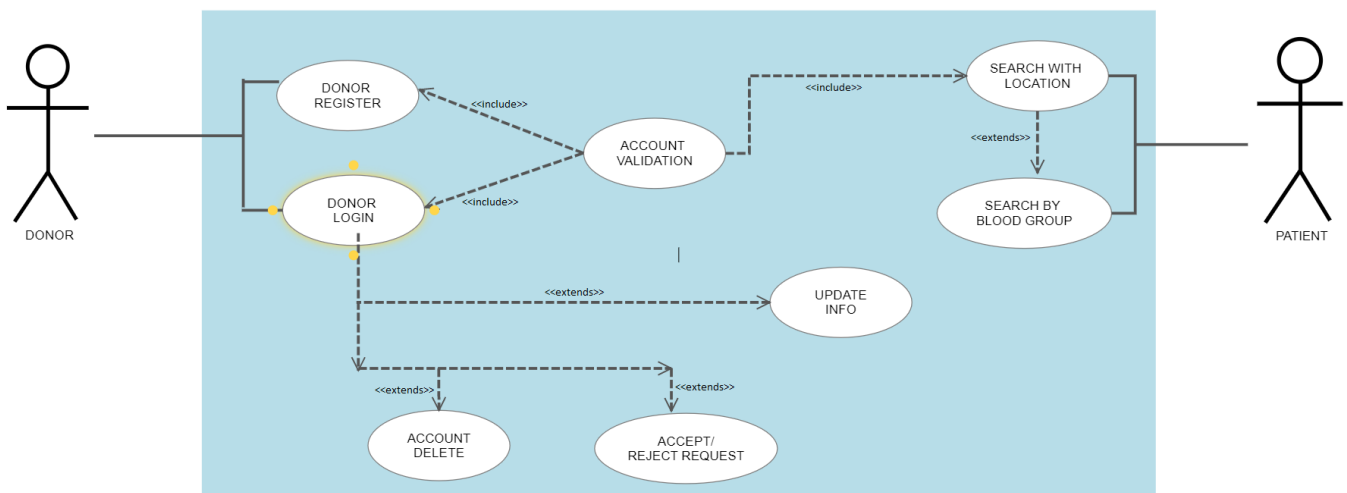 DONOR
REGISTER
<<include>>
ACCOUNT
VALIDATION
<<include>>
SEARCH WITH
LOCATION
<<extends>>
DONOR
LOGIN
<<include>>
SEARCH BY
BLOOD GROUP
DONOR
PATIENT
<<extends>>
UPDATE
INFO
<<extends>>
<<extends>>
ACCOUNT
DELETE
ACCEPT/
REJECT REQUEST